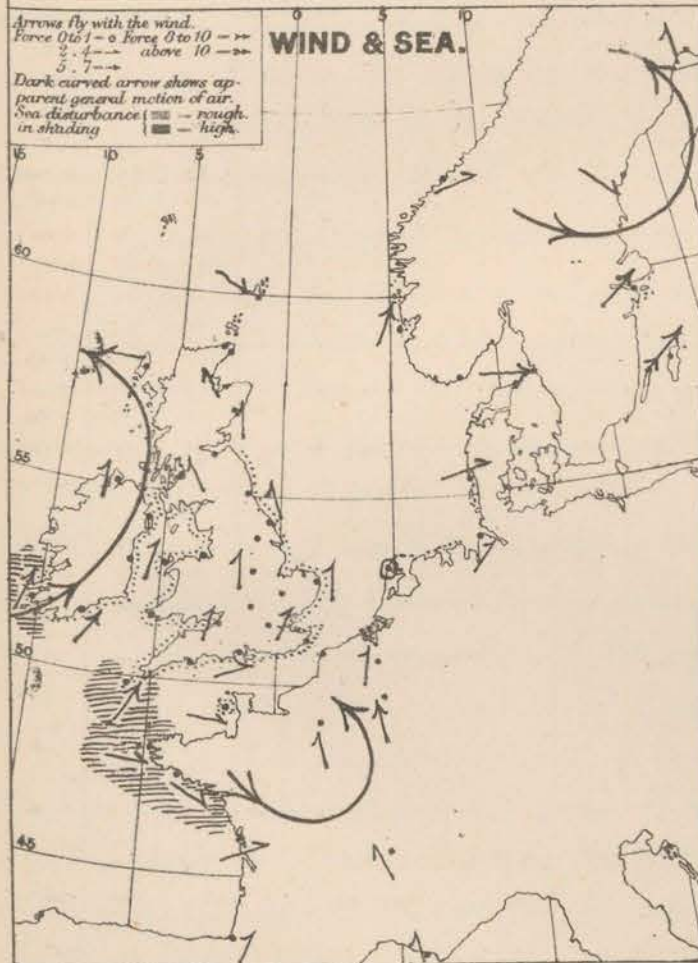 Arrows fly with the wind.
Force 0 to 1 — o Force 8 to 10 —
2 . 4 — above 10 —
5 . 7 —
Dark curved arrow shows ap-
parent general motion of air.
Sea disturbance — rough.
in shading — high.
WIND & SEA.
0 5 10
15 10 5
60
55
50
45